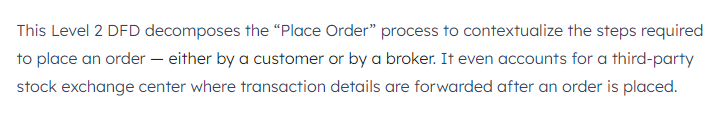 This Level 2 DFD decomposes the “Place Order” process to contextualize the steps required
to place an order — either by a customer or by a broker. It even accounts for a third-party
stock exchange center where transaction details are forwarded after an order is placed.